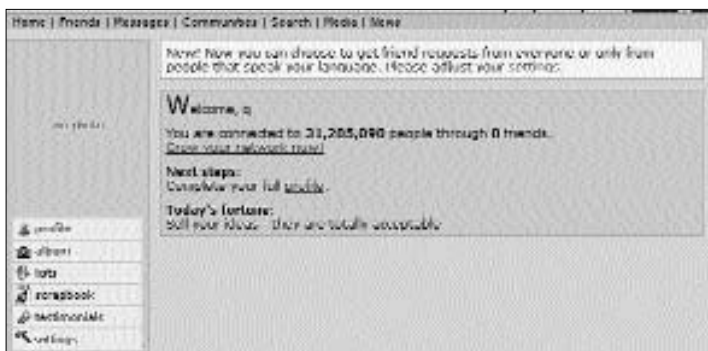 Home | Friends | Messages | Communities | Search | Media | News
New! Now you can choose to get friend requests from everyone or only from
people that speak your language. Please adjust your settings.
Welcome, q
You are connected to 31,285,090 people through 0 friends.
Grow your network now!
Next steps:
Complete your full profile.
Today's fortune:
Sell your ideas - they are totally acceptable
profile
album
lists
scrapbook
testimonials
settings